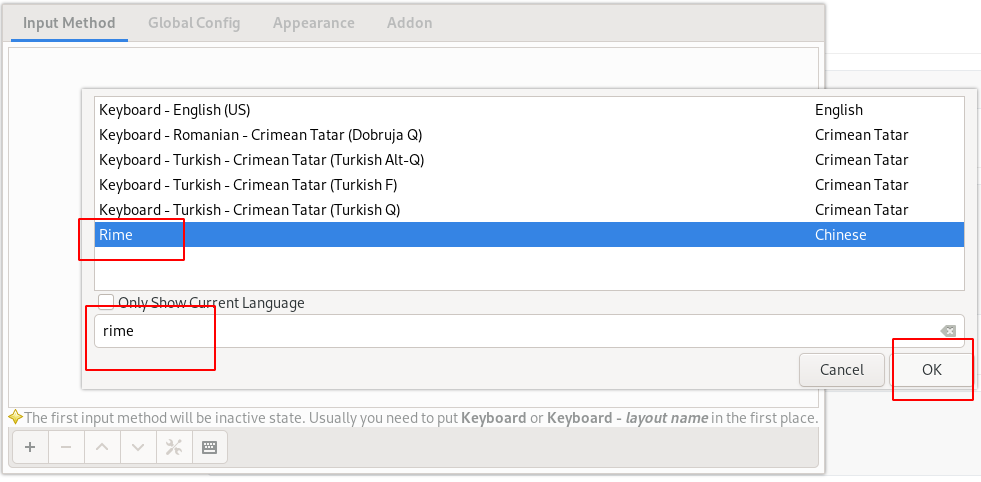 Input Method Global Config Appearance Addon
Keyboard - English (US) English
Keyboard - Romanian - Crimean Tatar (Dobruja Q) Crimean Tatar
Keyboard - Turkish - Crimean Tatar (Turkish Alt-Q) Crimean Tatar
Keyboard - Turkish - Crimean Tatar (Turkish F) Crimean Tatar
Keyboard - Turkish - Crimean Tatar (Turkish Q) Crimean Tatar
Rime Chinese
Only Show Current Language
rime
Cancel OK
The first input method will be inactive state. Usually you need to put Keyboard or Keyboard - layout name in the first place.